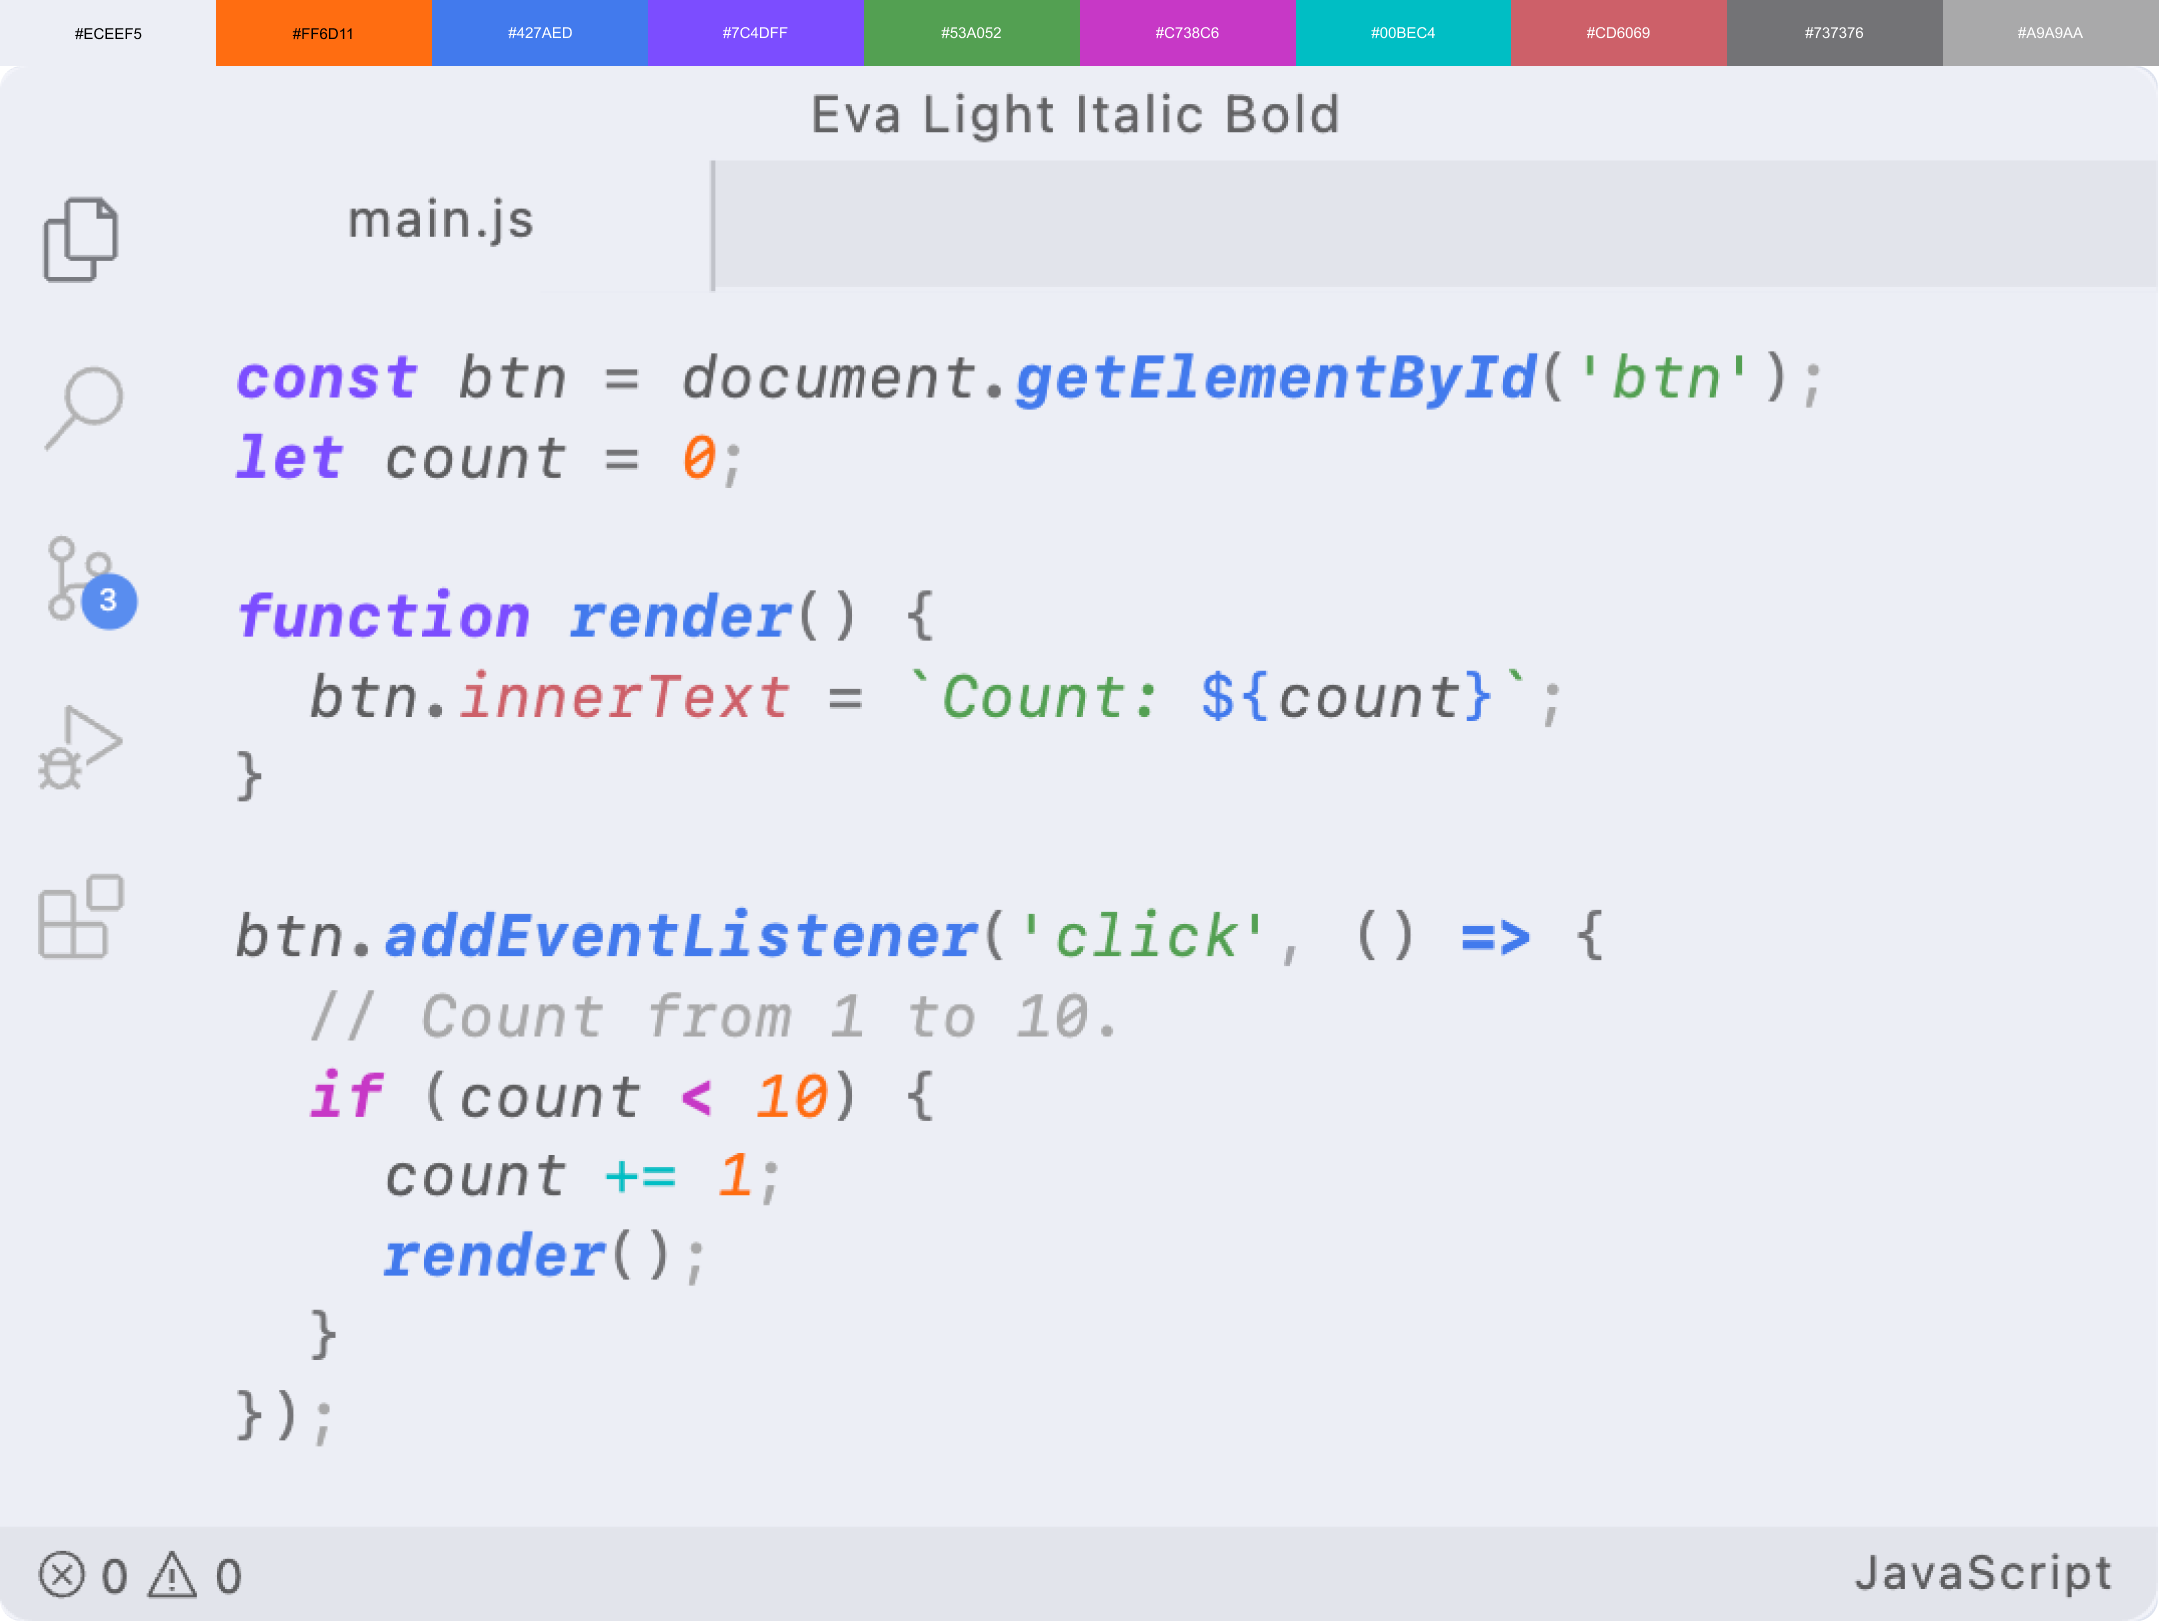 #ECEEF5 #FF6D11 #427AED #7C4DFF #53A052 #C738C6 #00BEC4 #CD6069 #737376 #A9A9AA
Eva Light Italic Bold
main.js
const btn = document.getElementById('btn');
let count = 0;
3
function render() {
  btn.innerText = `Count: ${count}`;
}
btn.addEventListener('click', () => {
  // Count from 1 to 10.
  if (count < 10) {
    count += 1;
    render();
  }
});
0 0 JavaScript